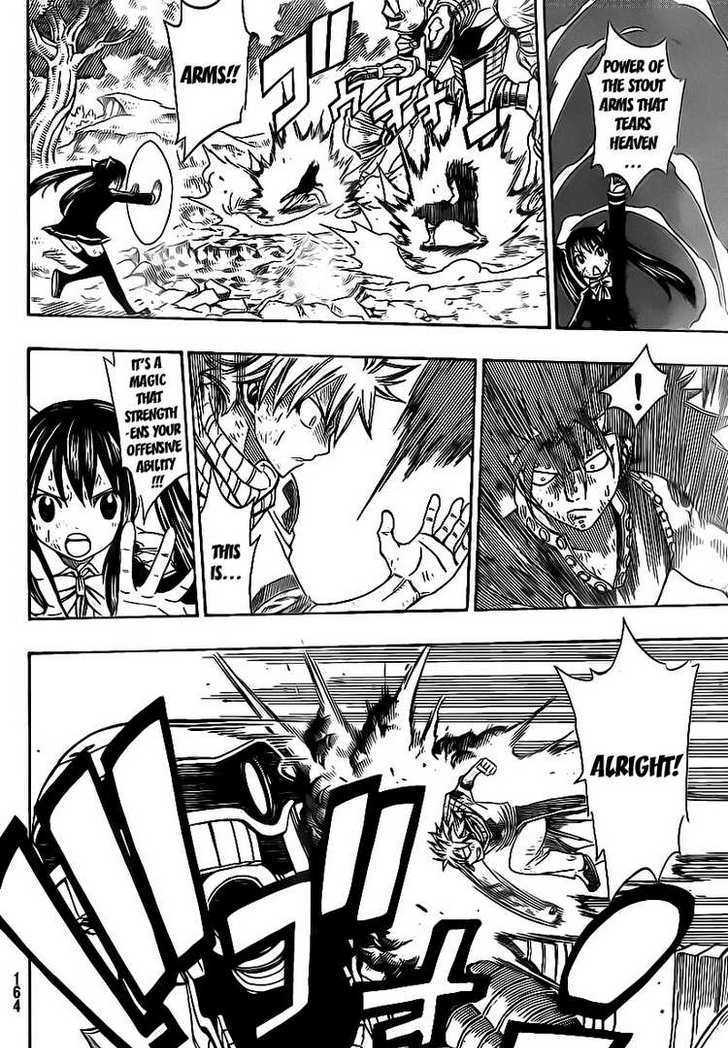 POWER OF
THE STOUT
ARMS THAT
TEARS
HEAVEN
...
ARMS!!
!
THIS
IS...
IT'S A
MAGIC
THAT
STRENGTH
-ENS YOUR
OFFENSIVE
ABILITY
!!!
ALRIGHT!
164